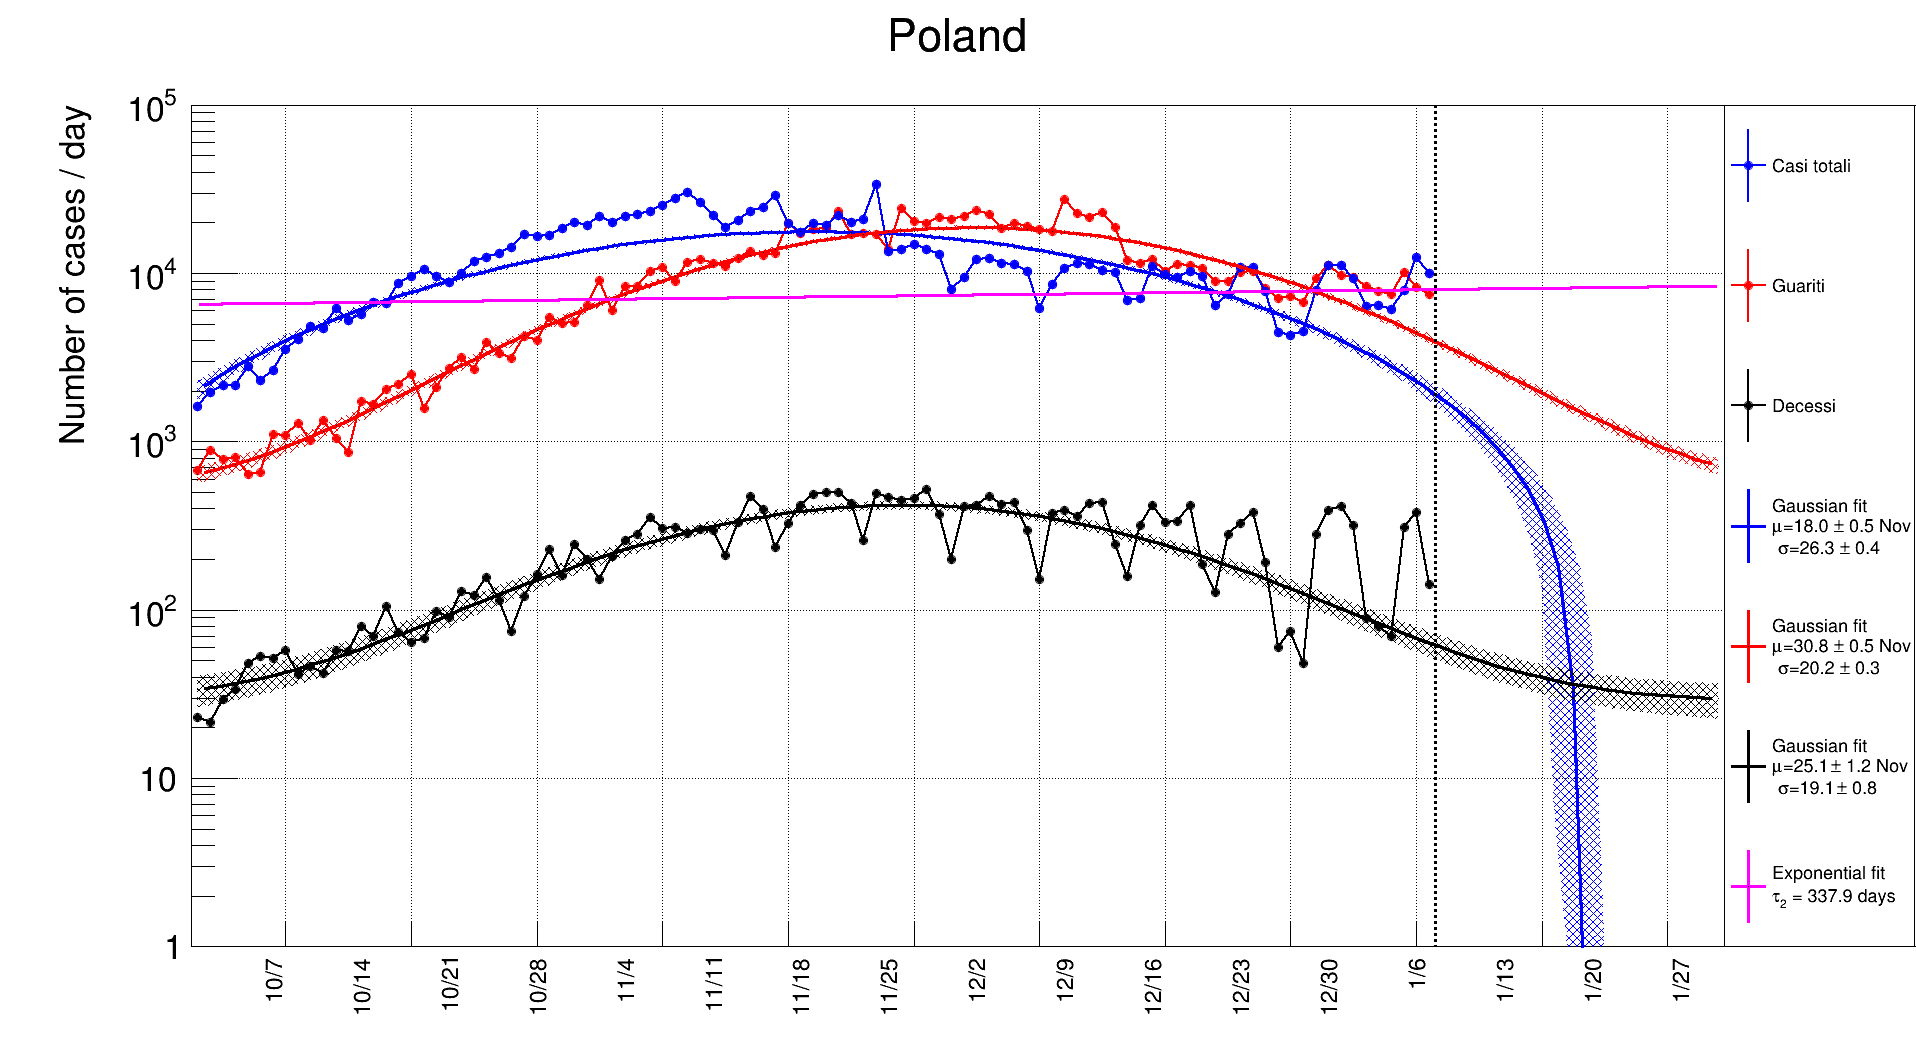 Poland
Number of cases / day
10^5
10^4
10^3
10^2
10
1
10/7
10/14
10/21
10/28
11/4
11/11
11/18
11/25
12/2
12/9
12/16
12/23
12/30
1/6
1/13
1/20
1/27
Casi totali
Guariti
Decessi
Gaussian fit
μ=18.0 ± 0.5 Nov
σ=26.3 ± 0.4
Gaussian fit
μ=30.8 ± 0.5 Nov
σ=20.2 ± 0.3
Gaussian fit
μ=25.1 ± 1.2 Nov
σ=19.1 ± 0.8
Exponential fit
τ₂ = 337.9 days